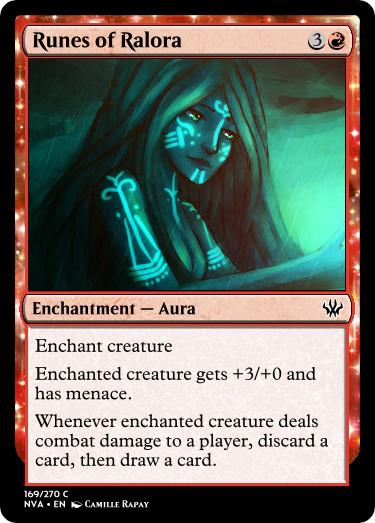 Runes of Ralora 3
Enchantment — Aura
Enchant creature
Enchanted creature gets +3/+0 and
has menace.
Whenever enchanted creature deals
combat damage to a player, discard a
card, then draw a card.
169/270 C
NVA • EN Camille Rapay